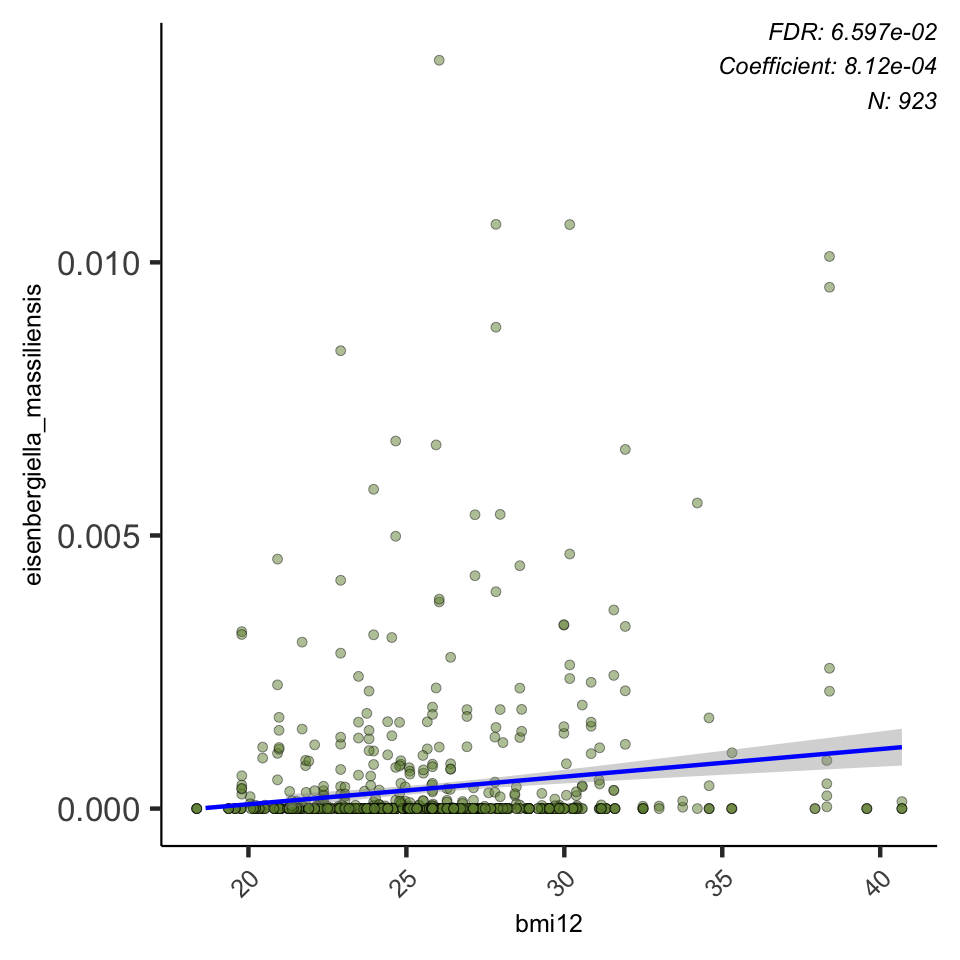 FDR: 6.597e-02
Coefficient: 8.12e-04
N: 923
0.010
0.005
0.000
eisenbergiella_massiliensis
20
25
30
35
40
bmi12